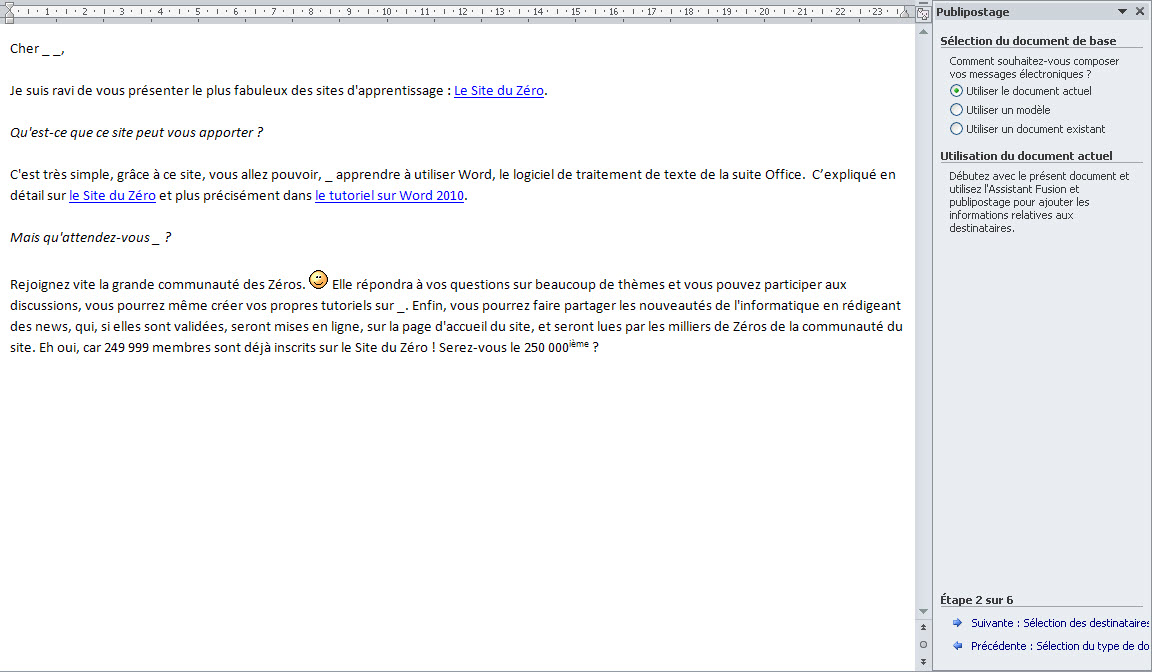 1 2 3 4 5 6 7 8 9 10 11 12 13 14 15 16 17 18 19 20 21 22 23
Cher _ _,
Je suis ravi de vous présenter le plus fabuleux des sites d'apprentissage : Le Site du Zéro.
Qu'est-ce que ce site peut vous apporter ?
C'est très simple, grâce à ce site, vous allez pouvoir, _ apprendre à utiliser Word, le logiciel de traitement de texte de la suite Office. C’expliqué en
détail sur le Site du Zéro et plus précisément dans le tutoriel sur Word 2010.
Mais qu'attendez-vous _ ?
Rejoignez vite la grande communauté des Zéros. Elle répondra à vos questions sur beaucoup de thèmes et vous pouvez participer aux
discussions, vous pourrez même créer vos propres tutoriels sur _. Enfin, vous pourrez faire partager les nouveautés de l'informatique en rédigeant
des news, qui, si elles sont validées, seront mises en ligne, sur la page d'accueil du site, et seront lues par les milliers de Zéros de la communauté du
site. Eh oui, car 249 999 membres sont déjà inscrits sur le Site du Zéro ! Serez-vous le 250 000ième ?
Publipostage
Sélection du document de base
Comment souhaitez-vous composer
vos messages électroniques ?
Utiliser le document actuel
Utiliser un modèle
Utiliser un document existant
Utilisation du document actuel
Débutez avec le présent document et
utilisez l'Assistant Fusion et
publipostage pour ajouter les
informations relatives aux
destinataires.
Étape 2 sur 6
Suivante : Sélection des destinataires
Précédente : Sélection du type de do